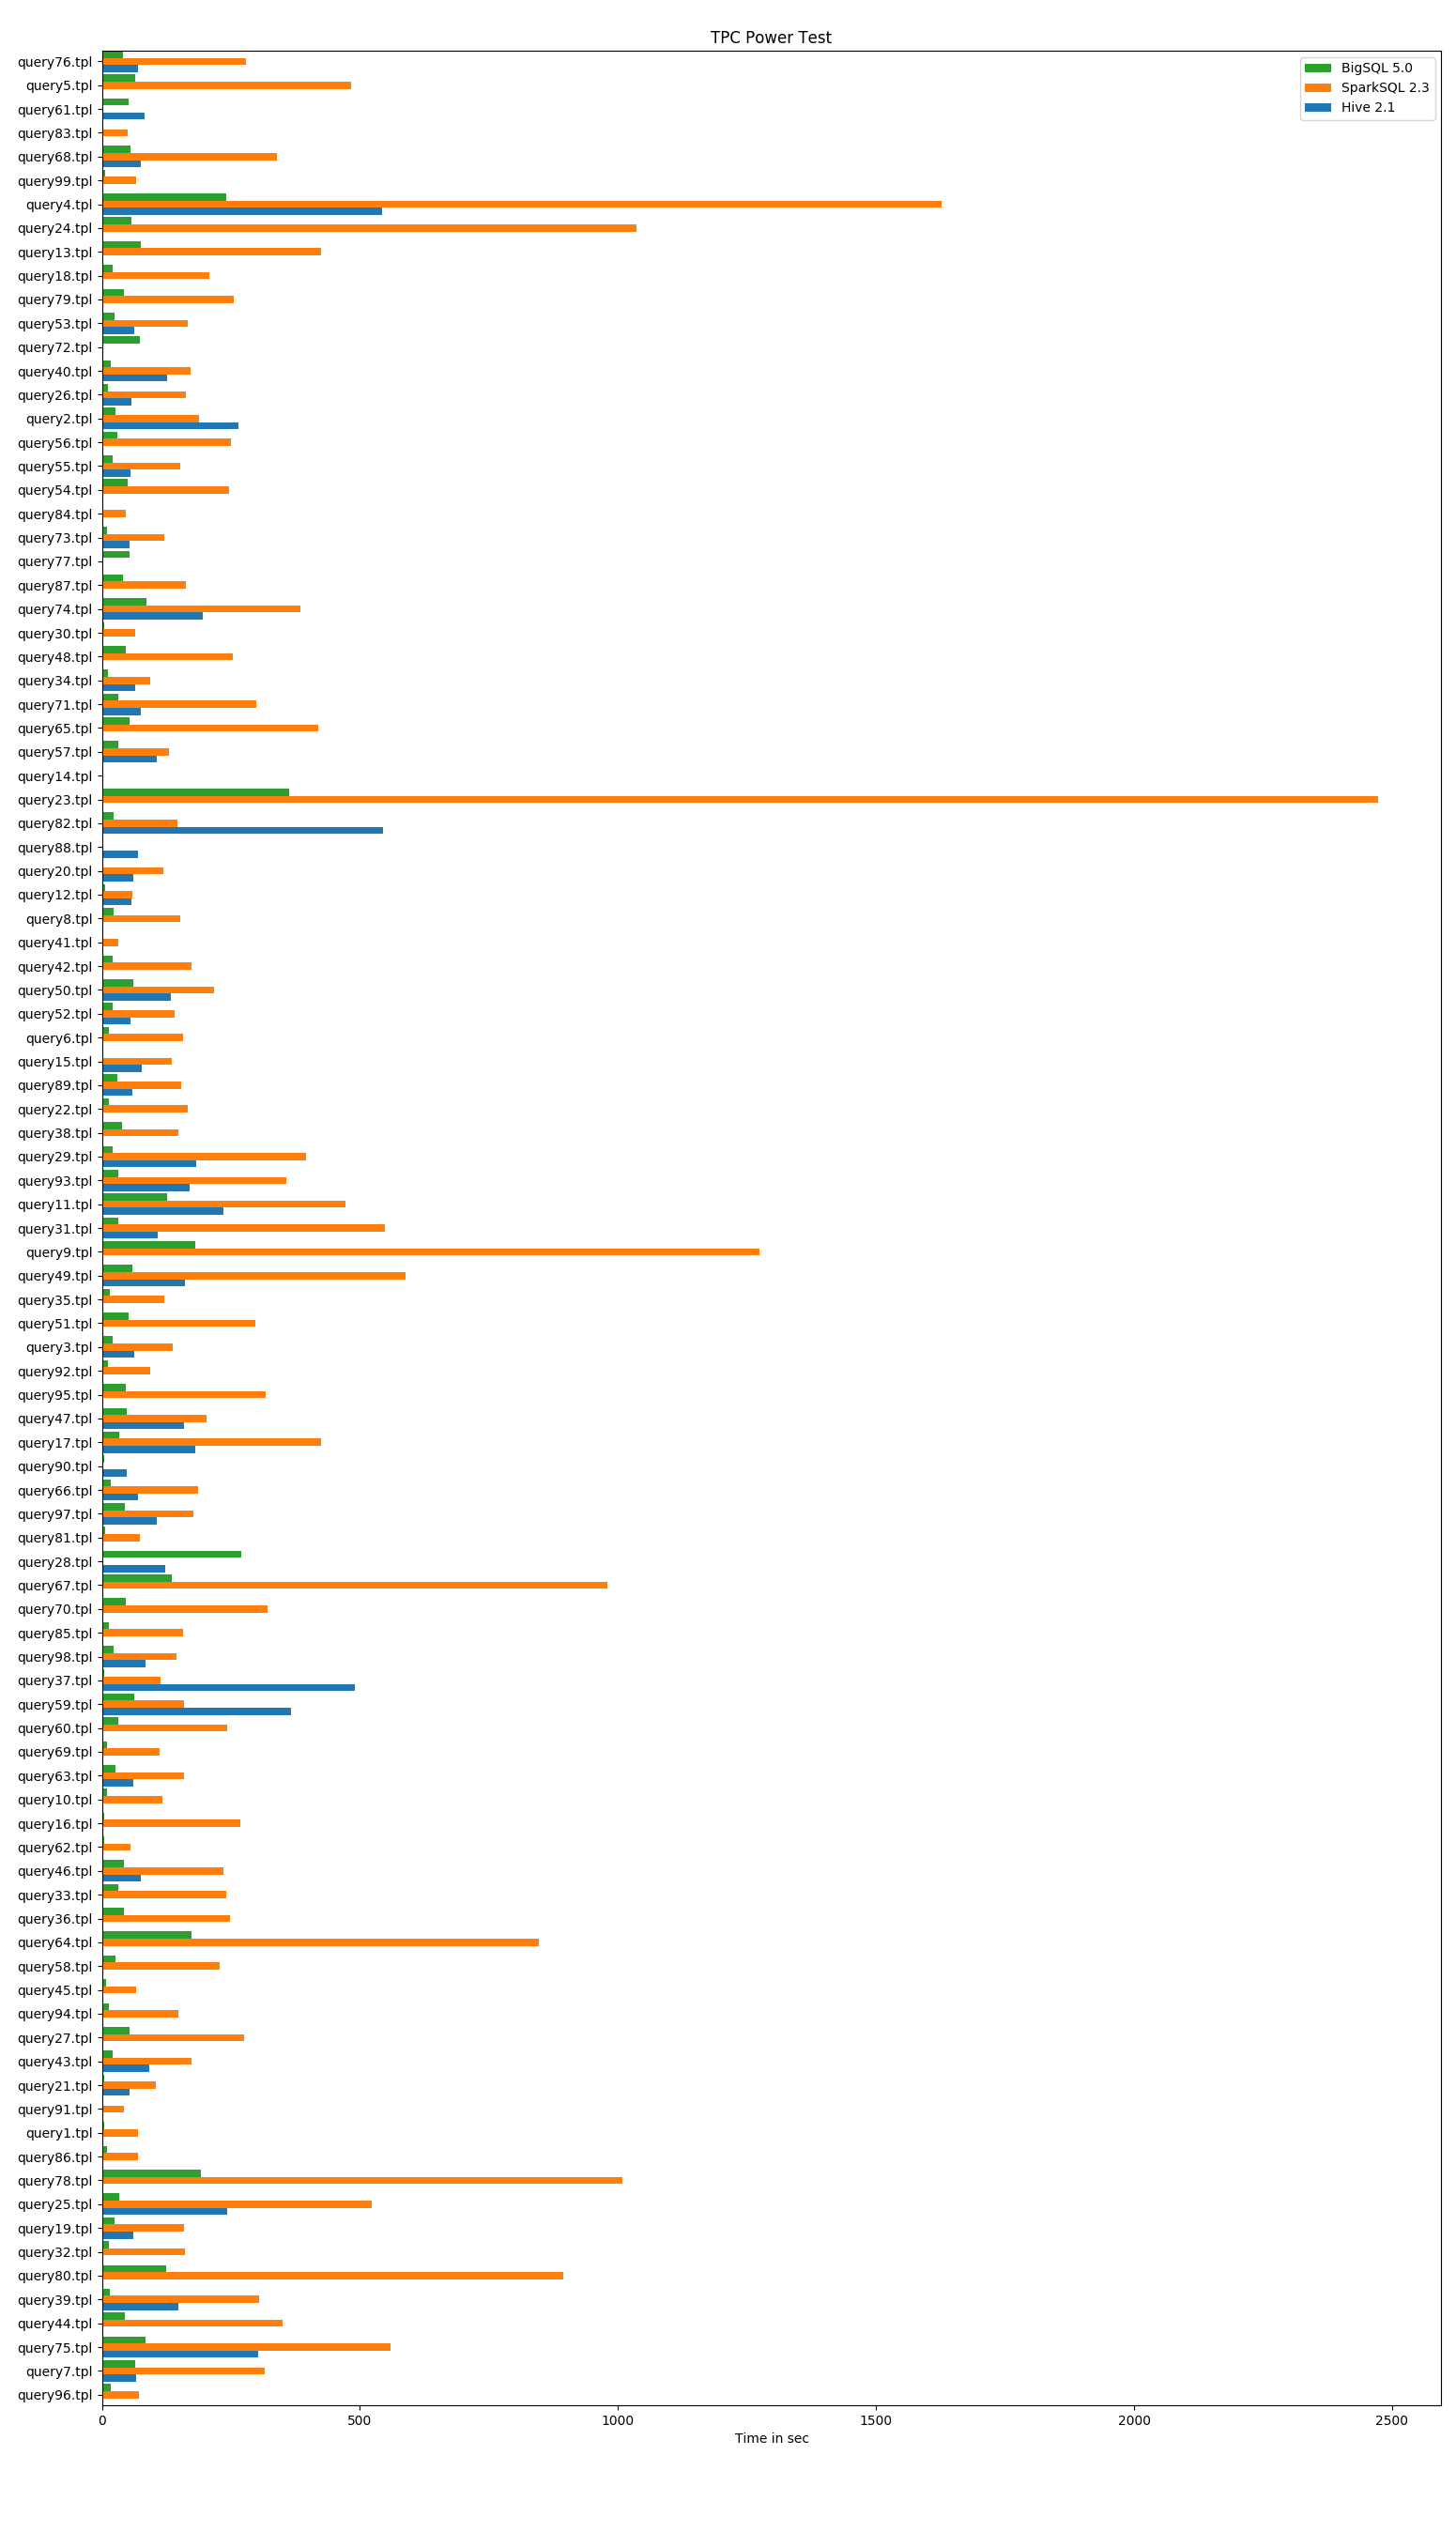 TPC Power Test
BigSQL 5.0
SparkSQL 2.3
Hive 2.1
query76.tpl
query5.tpl
query61.tpl
query83.tpl
query68.tpl
query99.tpl
query4.tpl
query24.tpl
query13.tpl
query18.tpl
query79.tpl
query53.tpl
query72.tpl
query40.tpl
query26.tpl
query2.tpl
query56.tpl
query55.tpl
query54.tpl
query84.tpl
query73.tpl
query77.tpl
query87.tpl
query74.tpl
query30.tpl
query48.tpl
query34.tpl
query71.tpl
query65.tpl
query57.tpl
query14.tpl
query23.tpl
query82.tpl
query88.tpl
query20.tpl
query12.tpl
query8.tpl
query41.tpl
query42.tpl
query50.tpl
query52.tpl
query6.tpl
query15.tpl
query89.tpl
query22.tpl
query38.tpl
query29.tpl
query93.tpl
query11.tpl
query31.tpl
query9.tpl
query49.tpl
query35.tpl
query51.tpl
query3.tpl
query92.tpl
query95.tpl
query47.tpl
query17.tpl
query90.tpl
query66.tpl
query97.tpl
query81.tpl
query28.tpl
query67.tpl
query70.tpl
query85.tpl
query98.tpl
query37.tpl
query59.tpl
query60.tpl
query69.tpl
query63.tpl
query10.tpl
query16.tpl
query62.tpl
query46.tpl
query33.tpl
query36.tpl
query64.tpl
query58.tpl
query45.tpl
query94.tpl
query27.tpl
query43.tpl
query21.tpl
query91.tpl
query1.tpl
query86.tpl
query78.tpl
query25.tpl
query19.tpl
query32.tpl
query80.tpl
query39.tpl
query44.tpl
query75.tpl
query7.tpl
query96.tpl
0 500 1000 1500 2000 2500
Time in sec